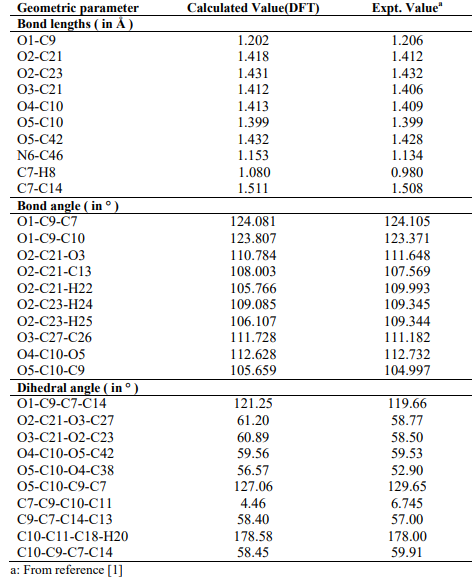 Geometric parameter Calculated Value(DFT) Expt. Valueª
Bond lengths ( in Å )
O1-C9 1.202 1.206
O2-C21 1.418 1.412
O2-C23 1.431 1.432
O3-C21 1.412 1.406
O4-C10 1.413 1.409
O5-C10 1.399 1.399
O5-C42 1.432 1.428
N6-C46 1.153 1.134
C7-H8 1.080 0.980
C7-C14 1.511 1.508
Bond angle ( in ° )
O1-C9-C7 124.081 124.105
O1-C9-C10 123.807 123.371
O2-C21-O3 110.784 111.648
O2-C21-C13 108.003 107.569
O2-C21-H22 105.766 109.993
O2-C23-H24 109.085 109.345
O2-C23-H25 106.107 109.344
O3-C27-C26 111.728 111.182
O4-C10-O5 112.628 112.732
O5-C10-C9 105.659 104.997
Dihedral angle ( in ° )
O1-C9-C7-C14 121.25 119.66
O2-C21-O3-C27 61.20 58.77
O3-C21-O2-C23 60.89 58.50
O4-C10-O5-C42 59.56 59.53
O5-C10-O4-C38 56.57 52.90
O5-C10-C9-C7 127.06 129.65
C7-C9-C10-C11 4.46 6.745
C9-C7-C14-C13 58.40 57.00
C10-C11-C18-H20 178.58 178.00
C10-C9-C7-C14 58.45 59.91
a: From reference [1]